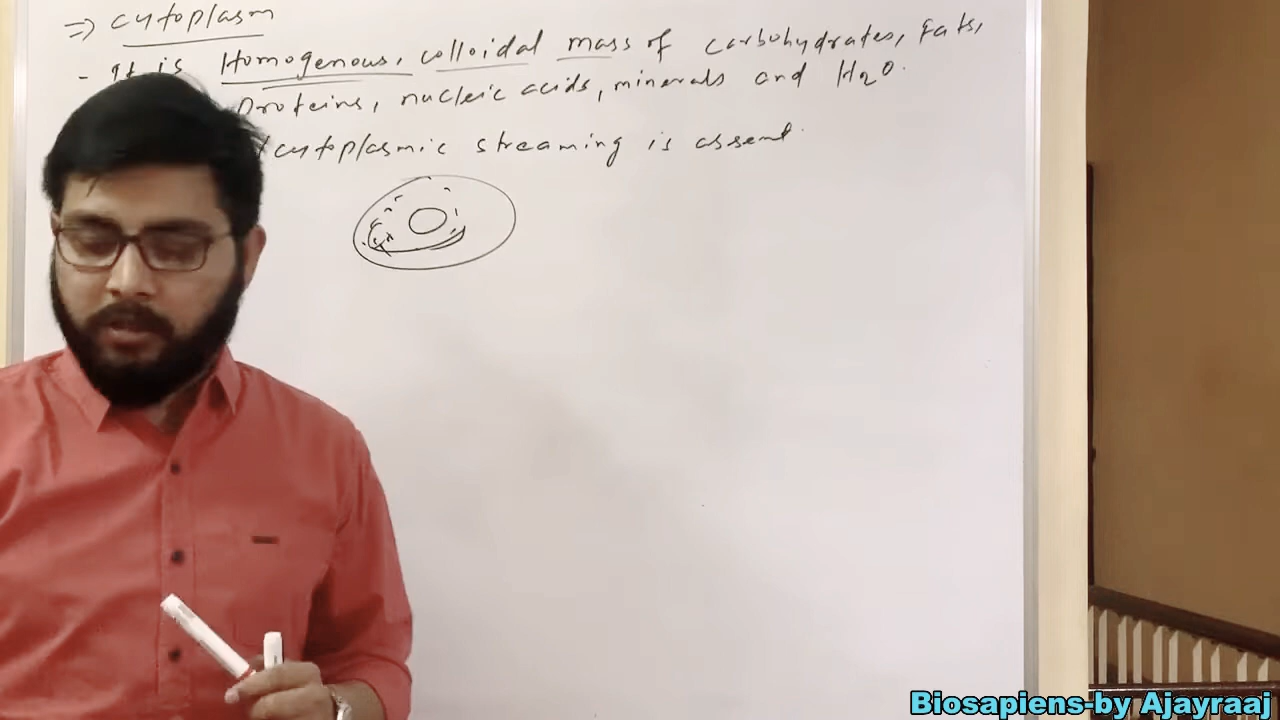 ⇒ cytoplasm
- It is Homogenous, colloidal mass of carbohydrates, Fats,
proteins, nucleic acids, minerals and H2O.
cytoplasmic streaming is assent.
Biosapiens-by Ajayraaj